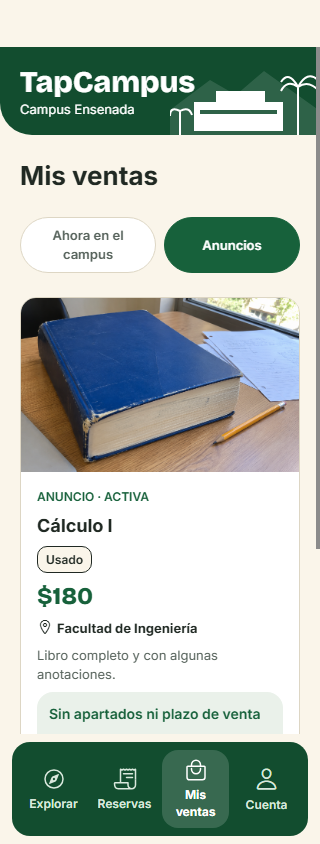 TapCampus
Campus Ensenada
Mis ventas
Ahora en el
campus
Anuncios
ANUNCIO · ACTIVA
Cálculo I
Usado
$180
Facultad de Ingeniería
Libro completo y con algunas
anotaciones.
Sin apartados ni plazo de venta
Explorar
Reservas
Mis
ventas
Cuenta